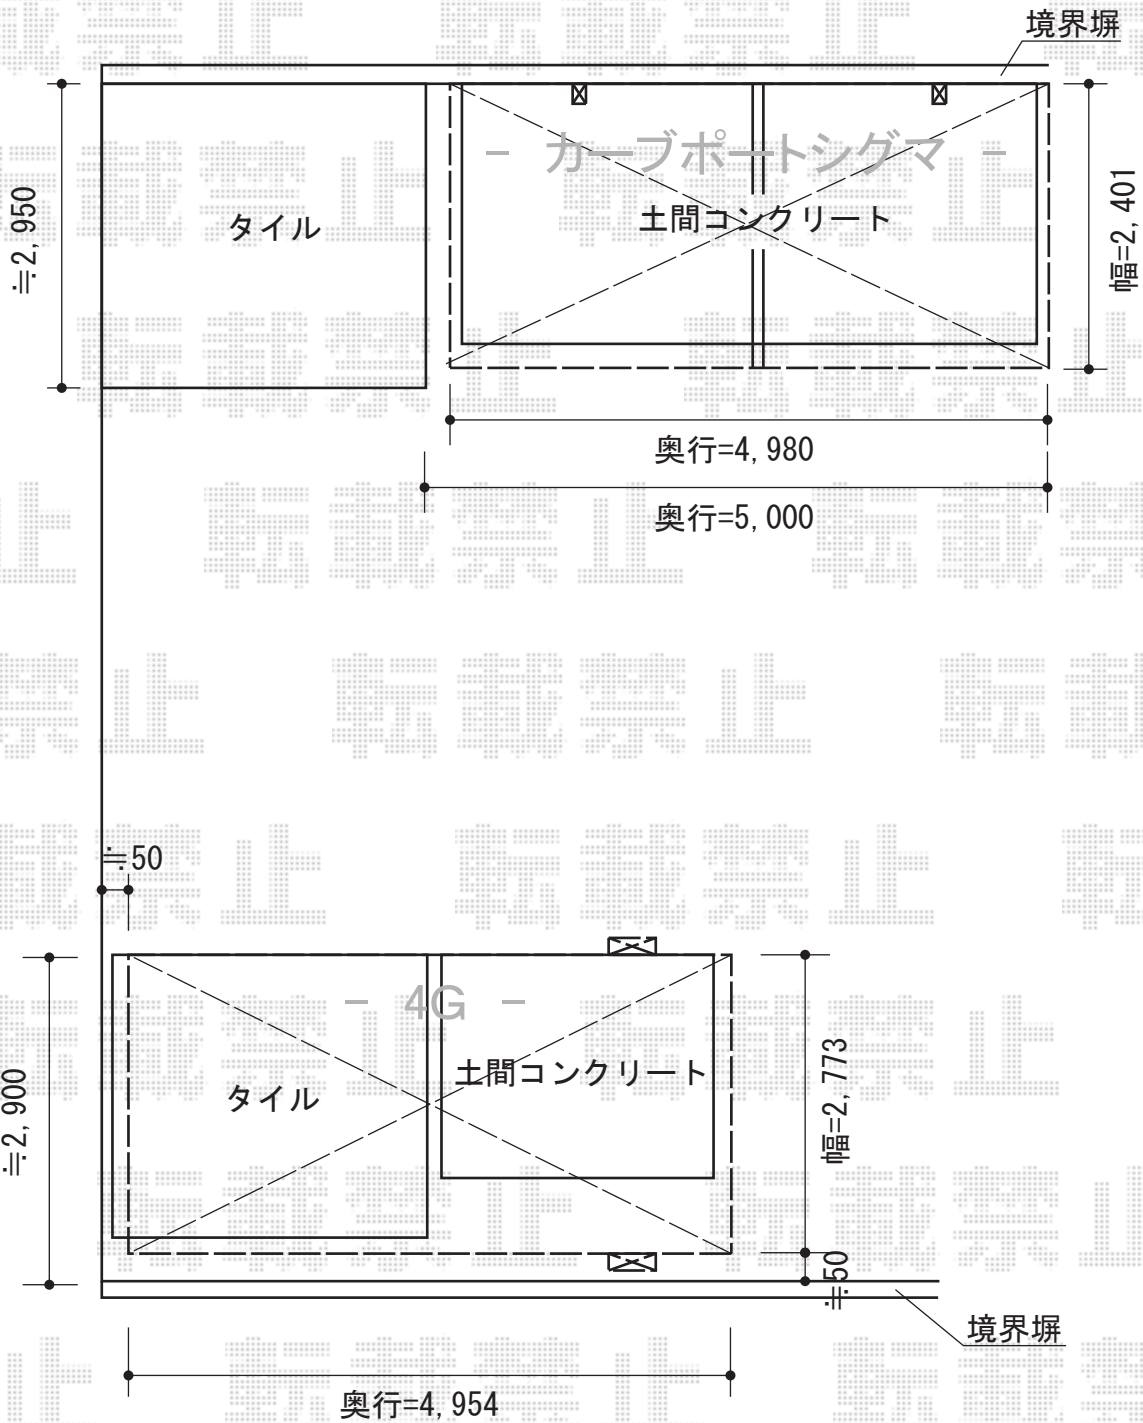 境界塀
- カーブポートシグマ -
≒2,950
タイル
土間コンクリート
幅=2,401
奥行=4,980
奥行=5,000
≒50
- 4G -
≒2,900
タイル
土間コンクリート
幅=2,773
≒50
境界塀
奥行=4,954
転載禁止